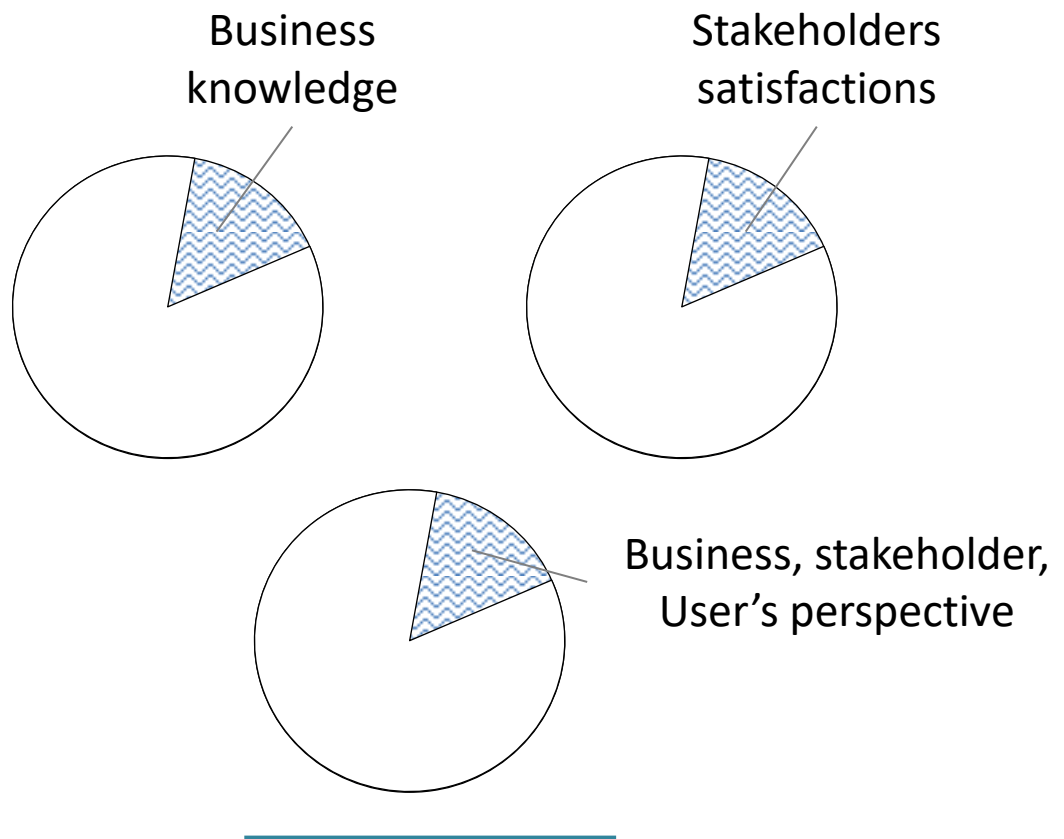 Business
knowledge
Stakeholders
satisfactions
Business, stakeholder,
User’s perspective